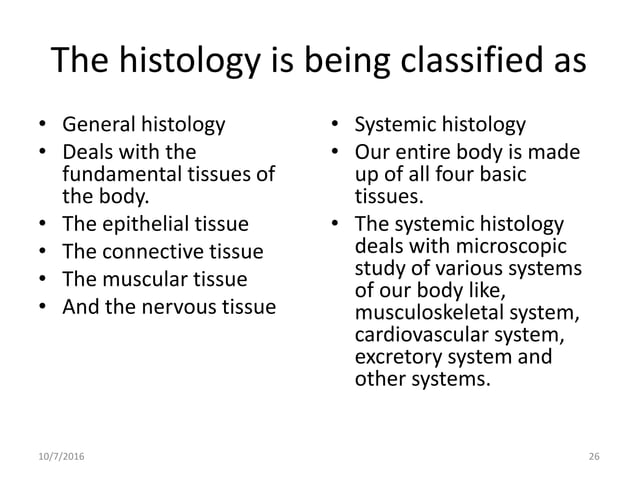 The histology is being classified as
• General histology
• Deals with the
fundamental tissues of
the body.
• The epithelial tissue
• The connective tissue
• The muscular tissue
• And the nervous tissue
• Systemic histology
• Our entire body is made
up of all four basic
tissues.
• The systemic histology
deals with microscopic
study of various systems
of our body like,
musculoskeletal system,
cardiovascular system,
excretory system and
other systems.
10/7/2016
26